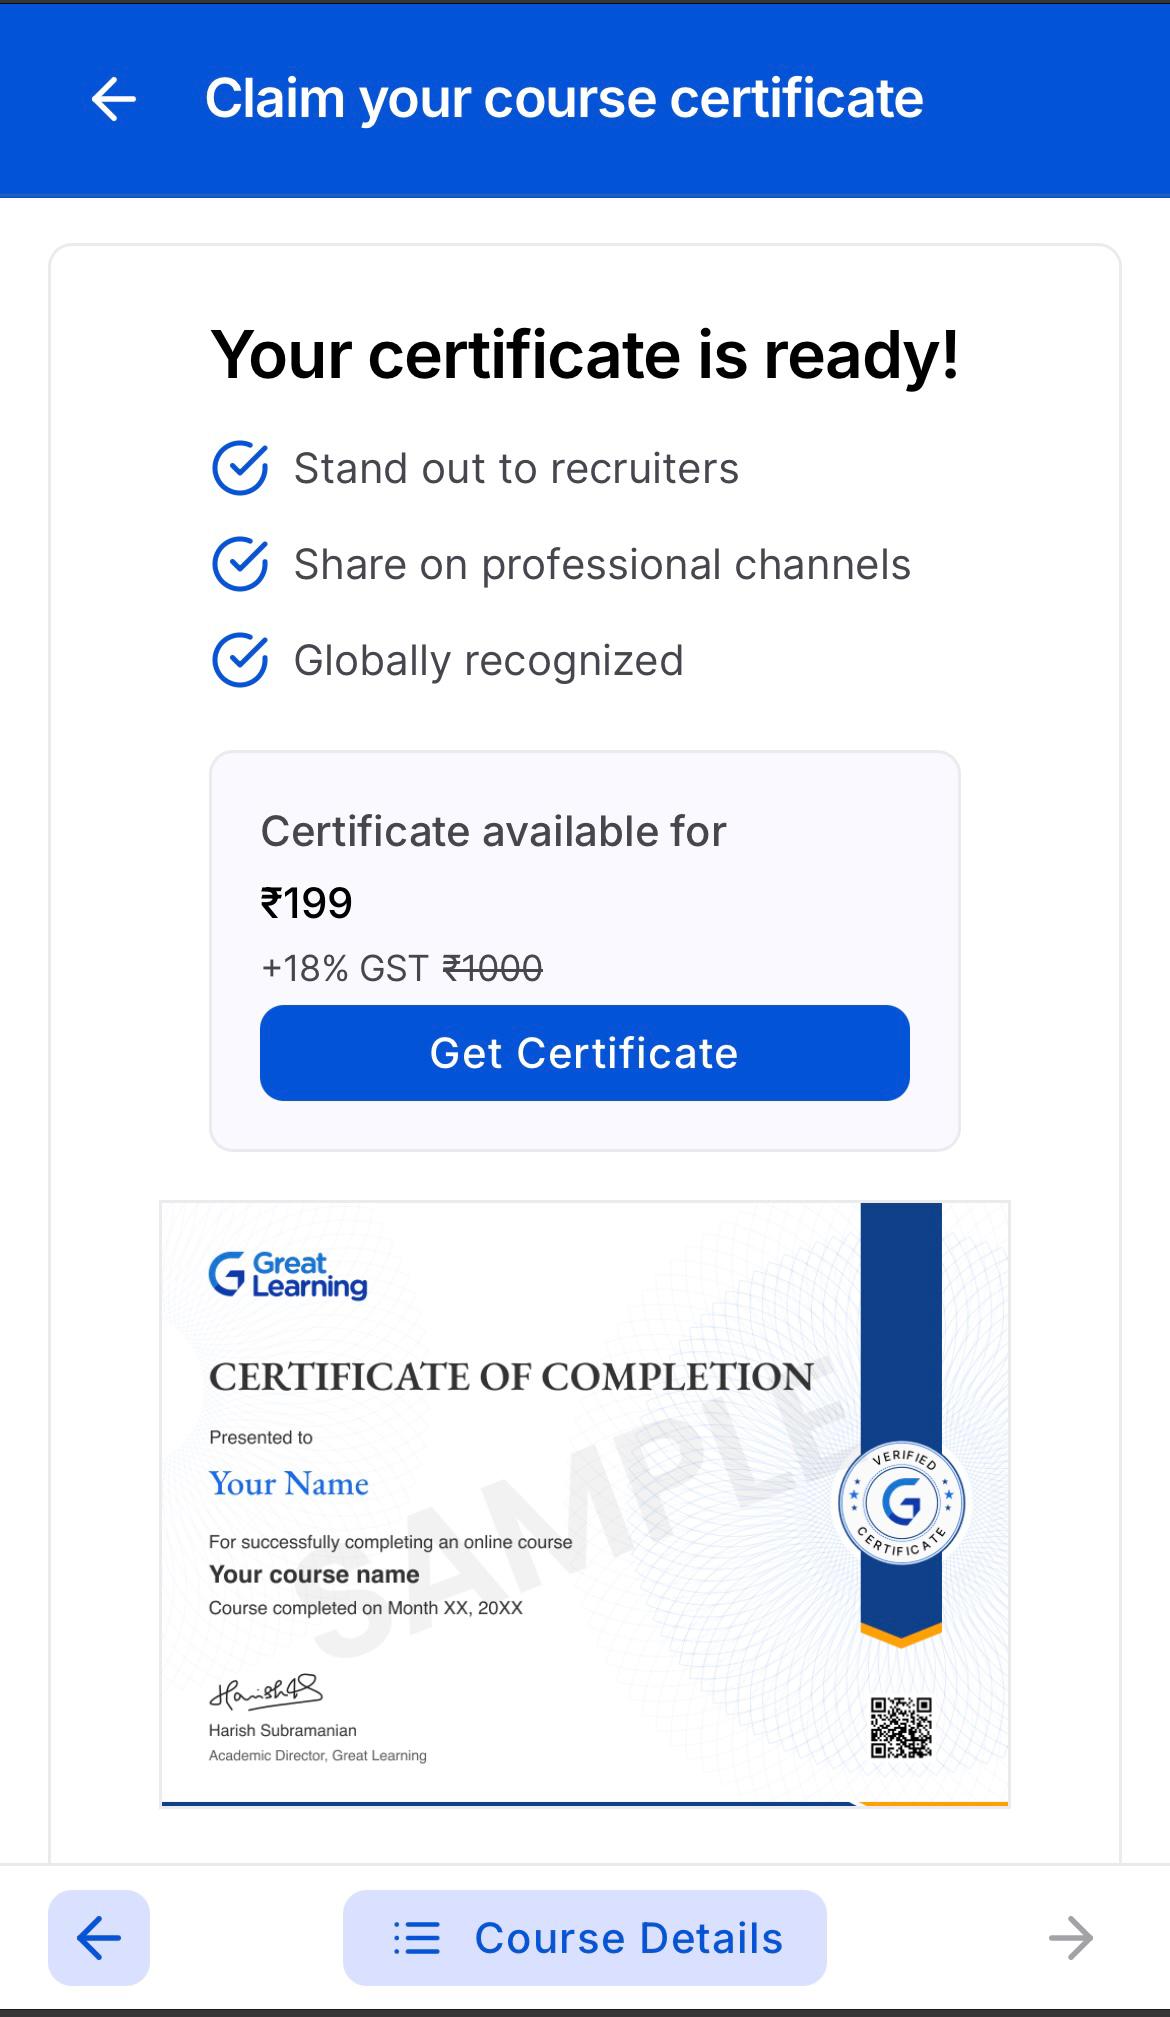 Claim your course certificate
Your certificate is ready!
Stand out to recruiters
Share on professional channels
Globally recognized
Certificate available for
₹199
+18% GST ₹1000
Get Certificate
Great
Learning
CERTIFICATE OF COMPLETION
Presented to
Your Name
For successfully completing an online course
Your course name
Course completed on Month XX, 20XX
SAMPLE
VERIFIED
CERTIFICATE
Harish Subramanian
Academic Director, Great Learning
Course Details